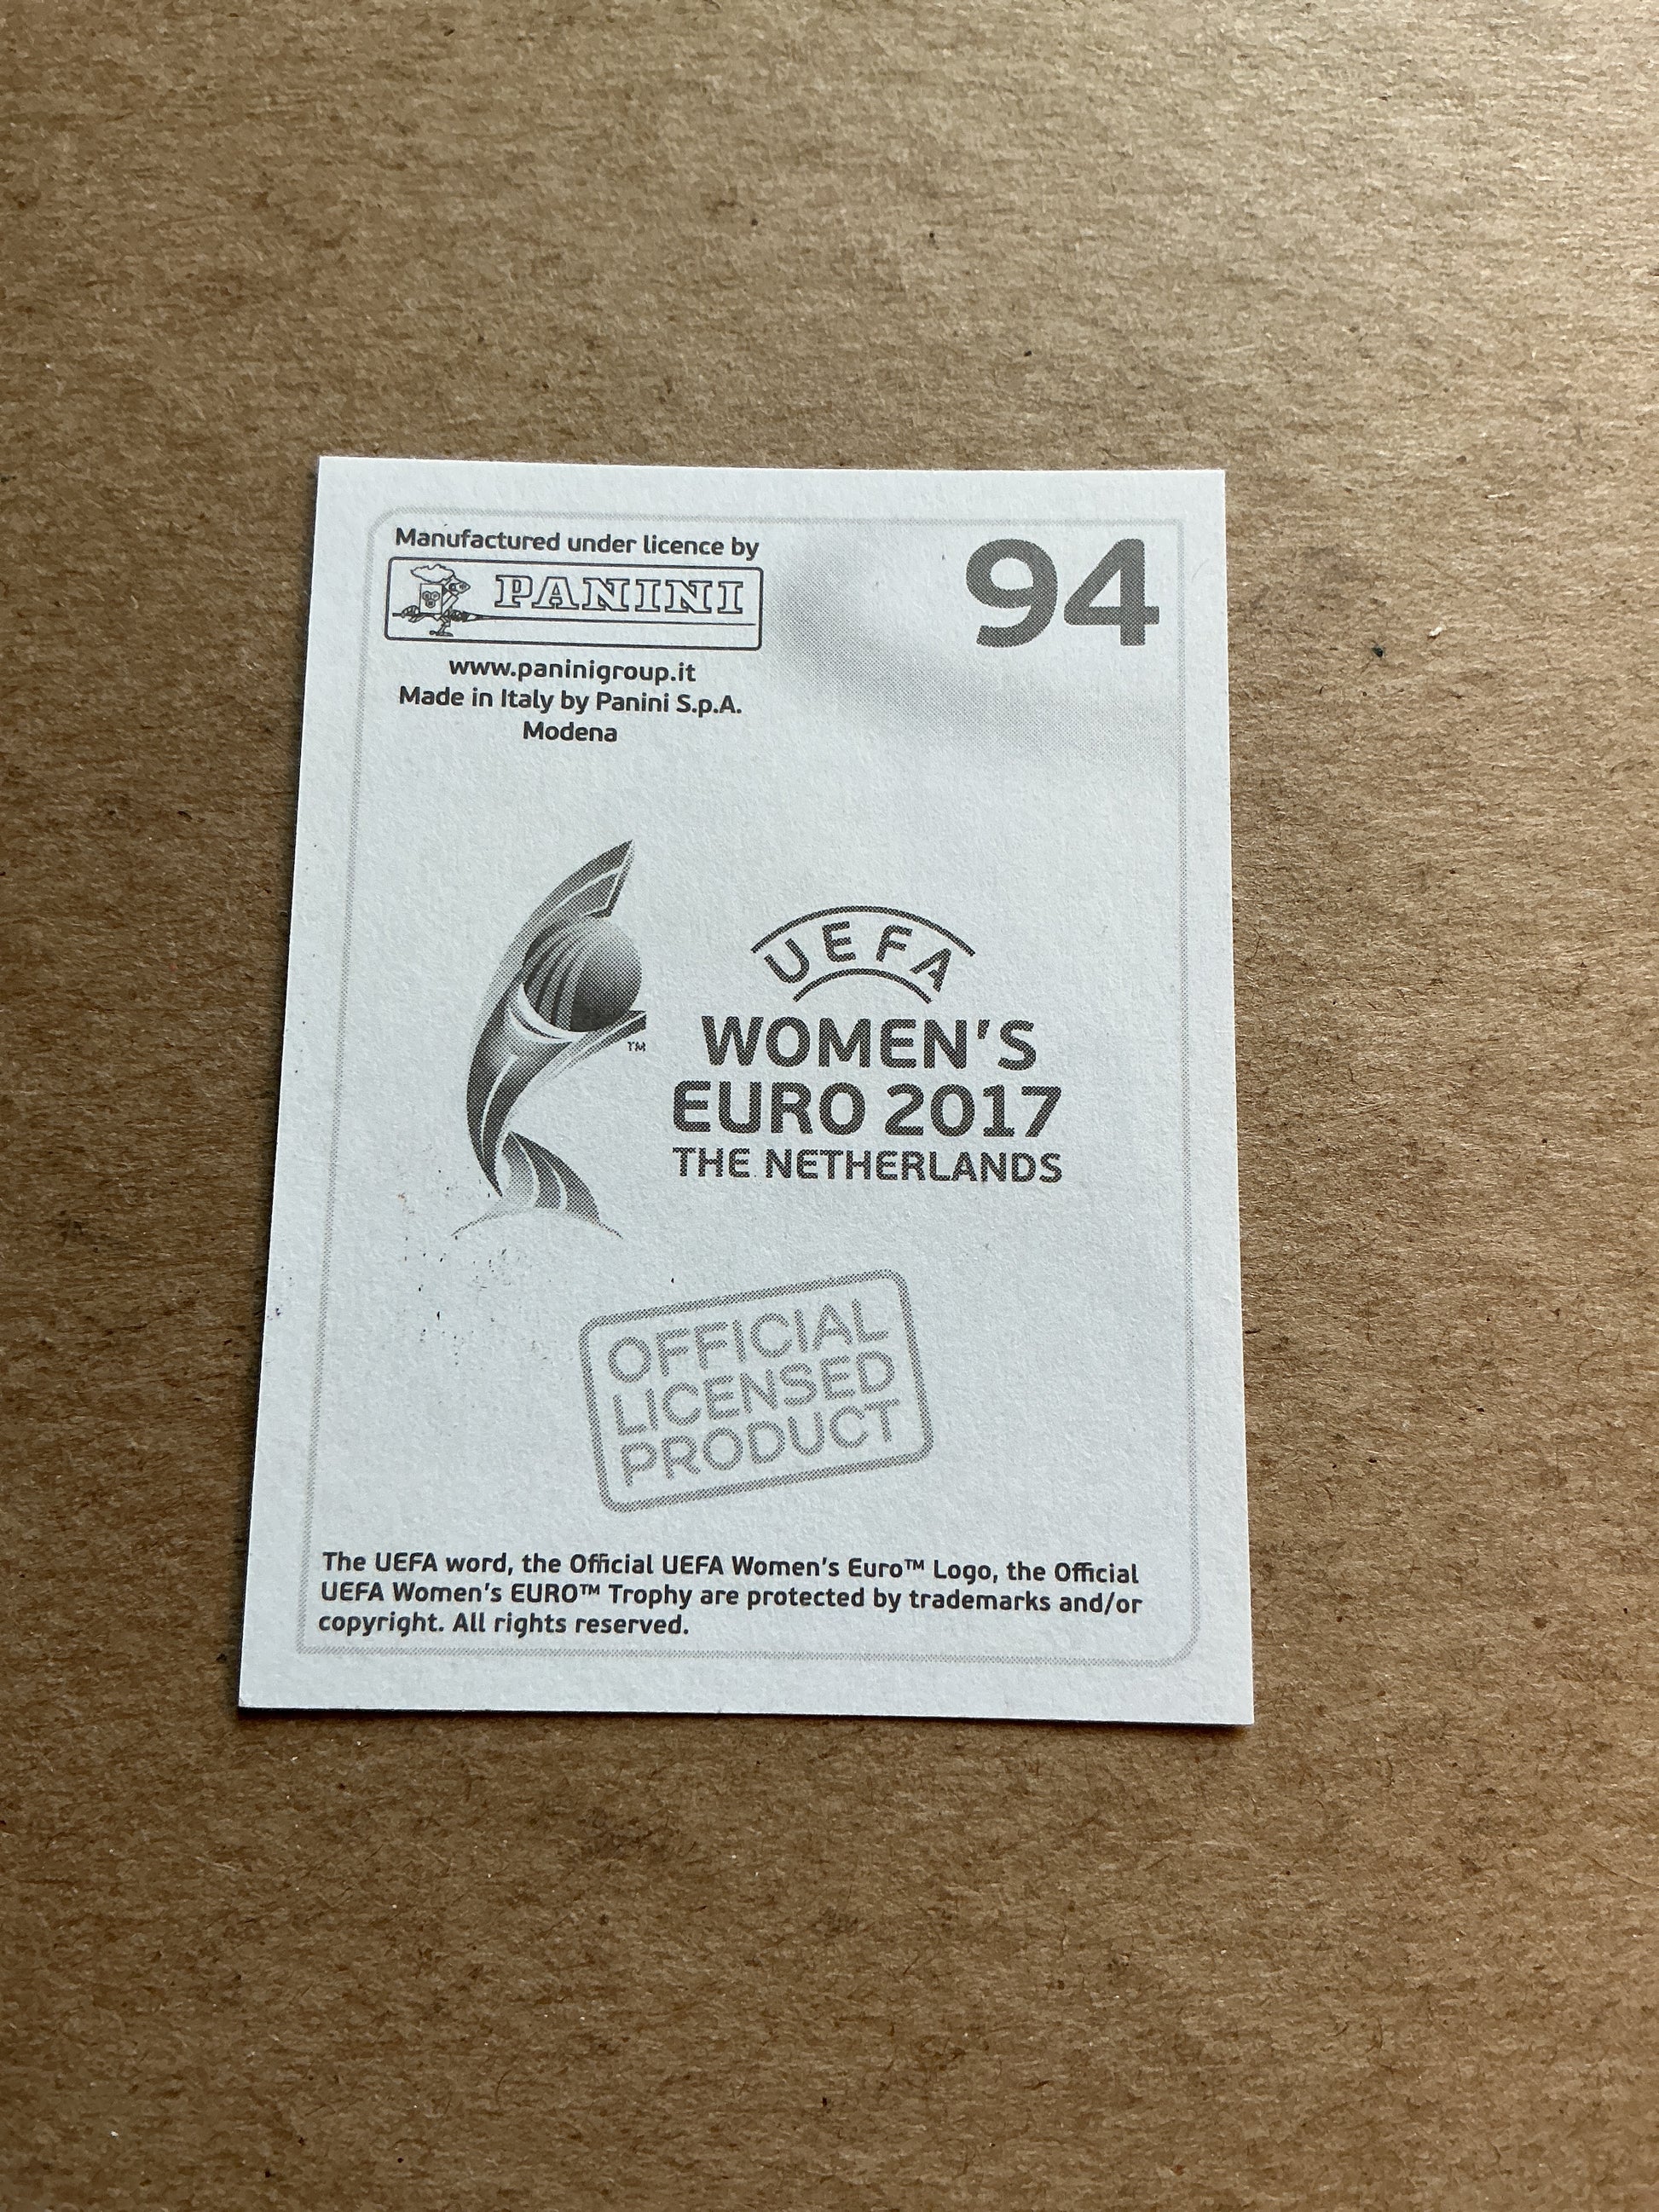 Manufactured under licence by
PANINI
94
www.paninigroup.it
Made in Italy by Panini S.p.A.
Modena
UEFA
WOMEN'S
EURO 2017
THE NETHERLANDS
TM
OFFICIAL
LICENSED
PRODUCT
The UEFA word, the Official UEFA Women's Euro™ Logo, the Official
UEFA Women's EURO™ Trophy are protected by trademarks and/or
copyright. All rights reserved.